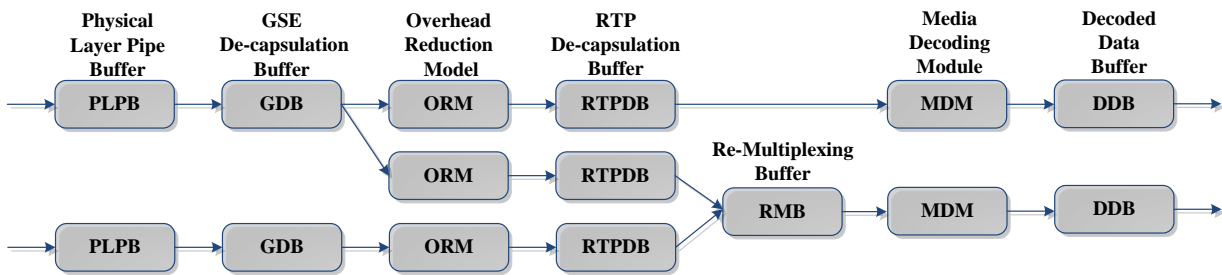 Physical
Layer Pipe
Buffer
GSE
De-capsulation
Buffer
Overhead
Reduction
Model
RTP
De-capsulation
Buffer
Media
Decoding
Module
Decoded
Data
Buffer
PLPB
GDB
ORM
RTPDB
MDM
DDB
ORM
RTPDB
Re-Multiplexing
Buffer
RMB
MDM
DDB
PLPB
GDB
ORM
RTPDB